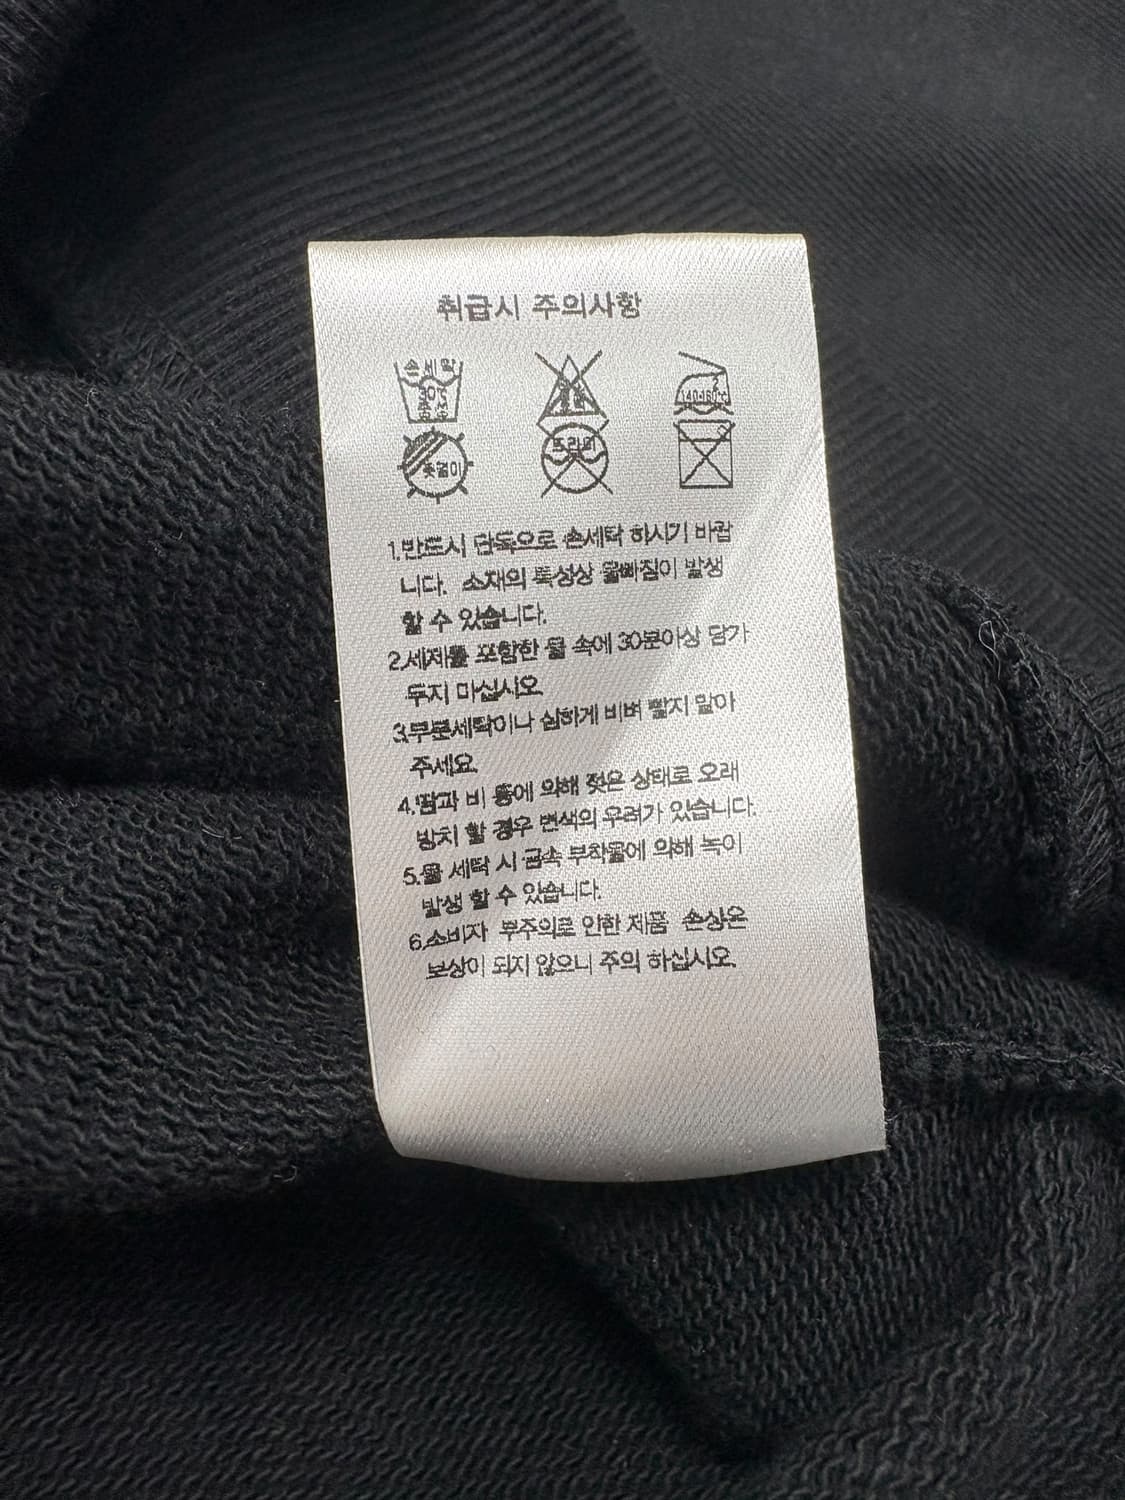 취급시 주의사항
손세탁
옷걸이 드라이 140-160°C
1.반드시 단독으로 손세탁 하시기 바랍
니다. 소재의 특성상 물빠짐이 발생
할 수 있습니다.
2.세제를 포함한 물 속에 30분이상 담가
두지 마십시오
3.부분세탁이나 심하게 비벼 빨지 말아
주세요.
4.땀과 비 등에 의해 젖은 상태로 오래
방치 할 경우 변색의 우려가 있습니다.
5.물 세탁 시 금속 부착물에 의해 녹이
발생 할 수 있습니다.
6.소비자 부주의로 인한 제품 손상은
보상이 되지 않으니 주의 하십시오.